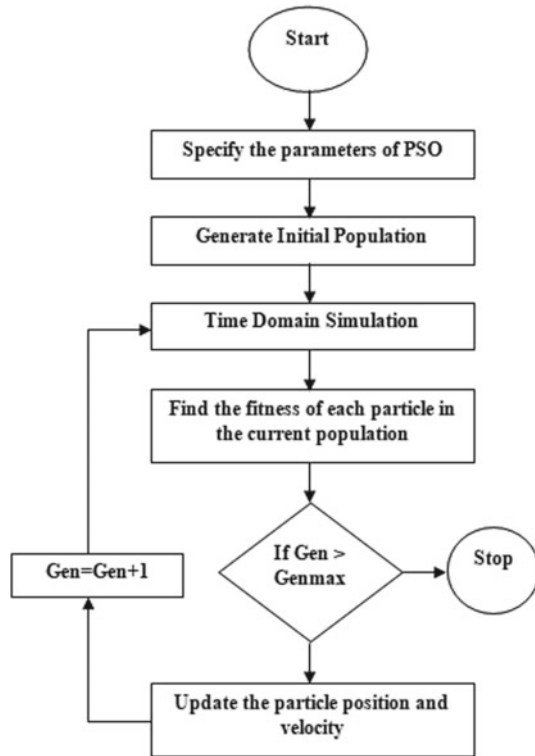 Start
Specify the parameters of PSO
Generate Initial Population
Time Domain Simulation
Find the fitness of each particle in
the current population
If Gen >
Genmax
Stop
Gen=Gen+1
Update the particle position and
velocity